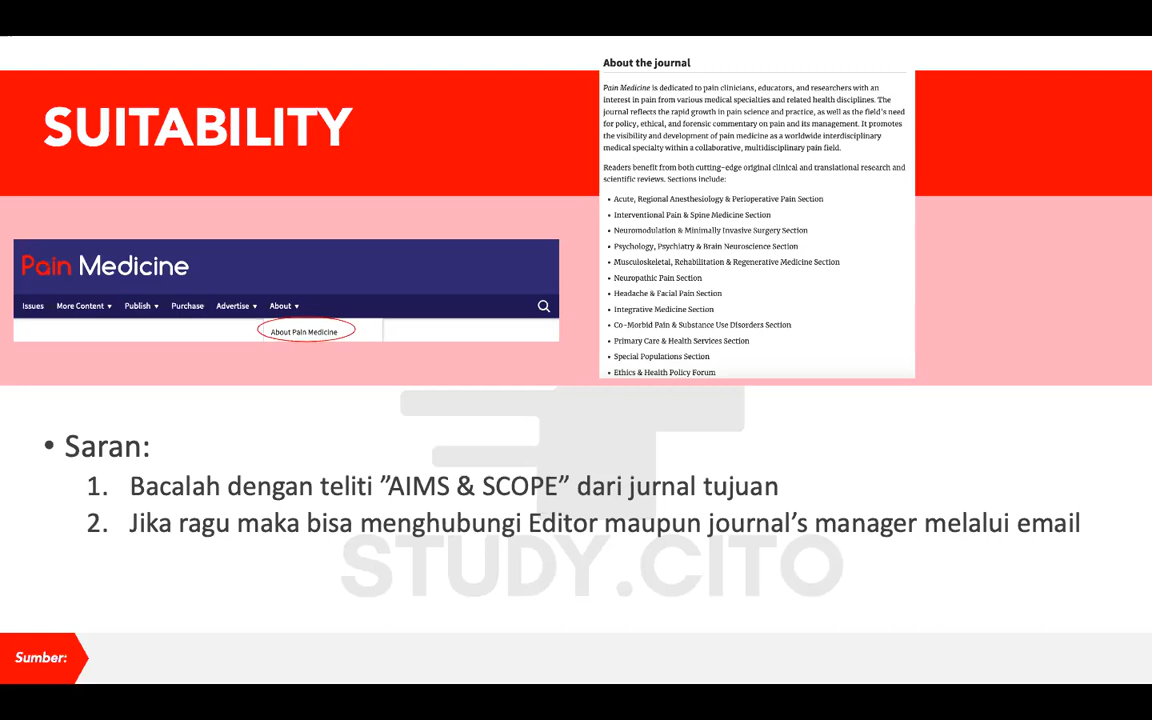 SUITABILITY
Pain Medicine
Issues More Content ▾ Publish ▾ Purchase Advertise ▾ About ▾
About Pain Medicine
About the journal
Pain Medicine is dedicated to pain clinicians, educators, and researchers with an
interest in pain from various medical specialties and related health disciplines. The
journal reflects the rapid growth in pain science and practice, as well as the field's need
for policy, ethical, and forensic commentary on pain and its management. It promotes
the visibility and development of pain medicine as a worldwide interdisciplinary
medical specialty within a collaborative, multidisciplinary pain field.
Readers benefit from both cutting-edge original clinical and translational research and
scientific reviews. Sections include:
• Acute, Regional Anesthesiology & Perioperative Pain Section
• Interventional Pain & Spine Medicine Section
• Neuromodulation & Minimally Invasive Surgery Section
• Psychology, Psychiatry & Brain Neuroscience Section
• Musculoskeletal, Rehabilitation & Regenerative Medicine Section
• Neuropathic Pain Section
• Headache & Facial Pain Section
• Integrative Medicine Section
• Co-Morbid Pain & Substance Use Disorders Section
• Primary Care & Health Services Section
• Special Populations Section
• Ethics & Health Policy Forum
• Saran:
1. Bacalah dengan teliti ”AIMS & SCOPE” dari jurnal tujuan
2. Jika ragu maka bisa menghubungi Editor maupun journal’s manager melalui email
STUDY.CITO
Sumber: